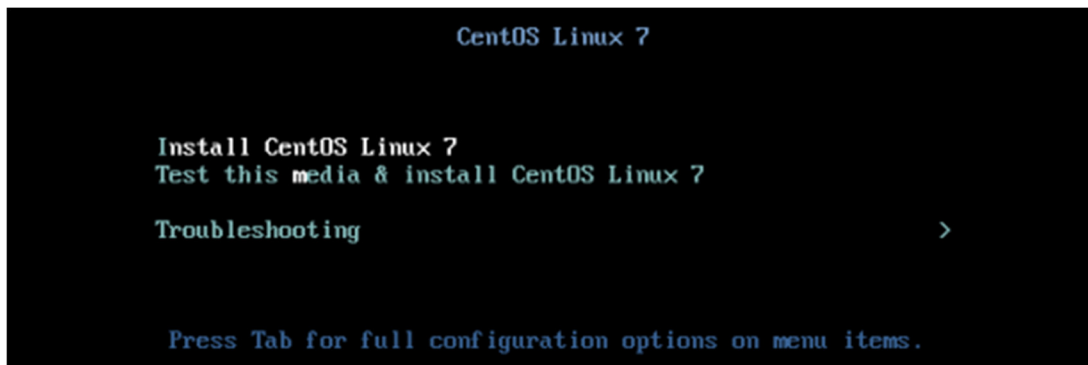 CentOS Linux 7
Install CentOS Linux 7
Test this media & install CentOS Linux 7
Troubleshooting >
Press Tab for full configuration options on menu items.